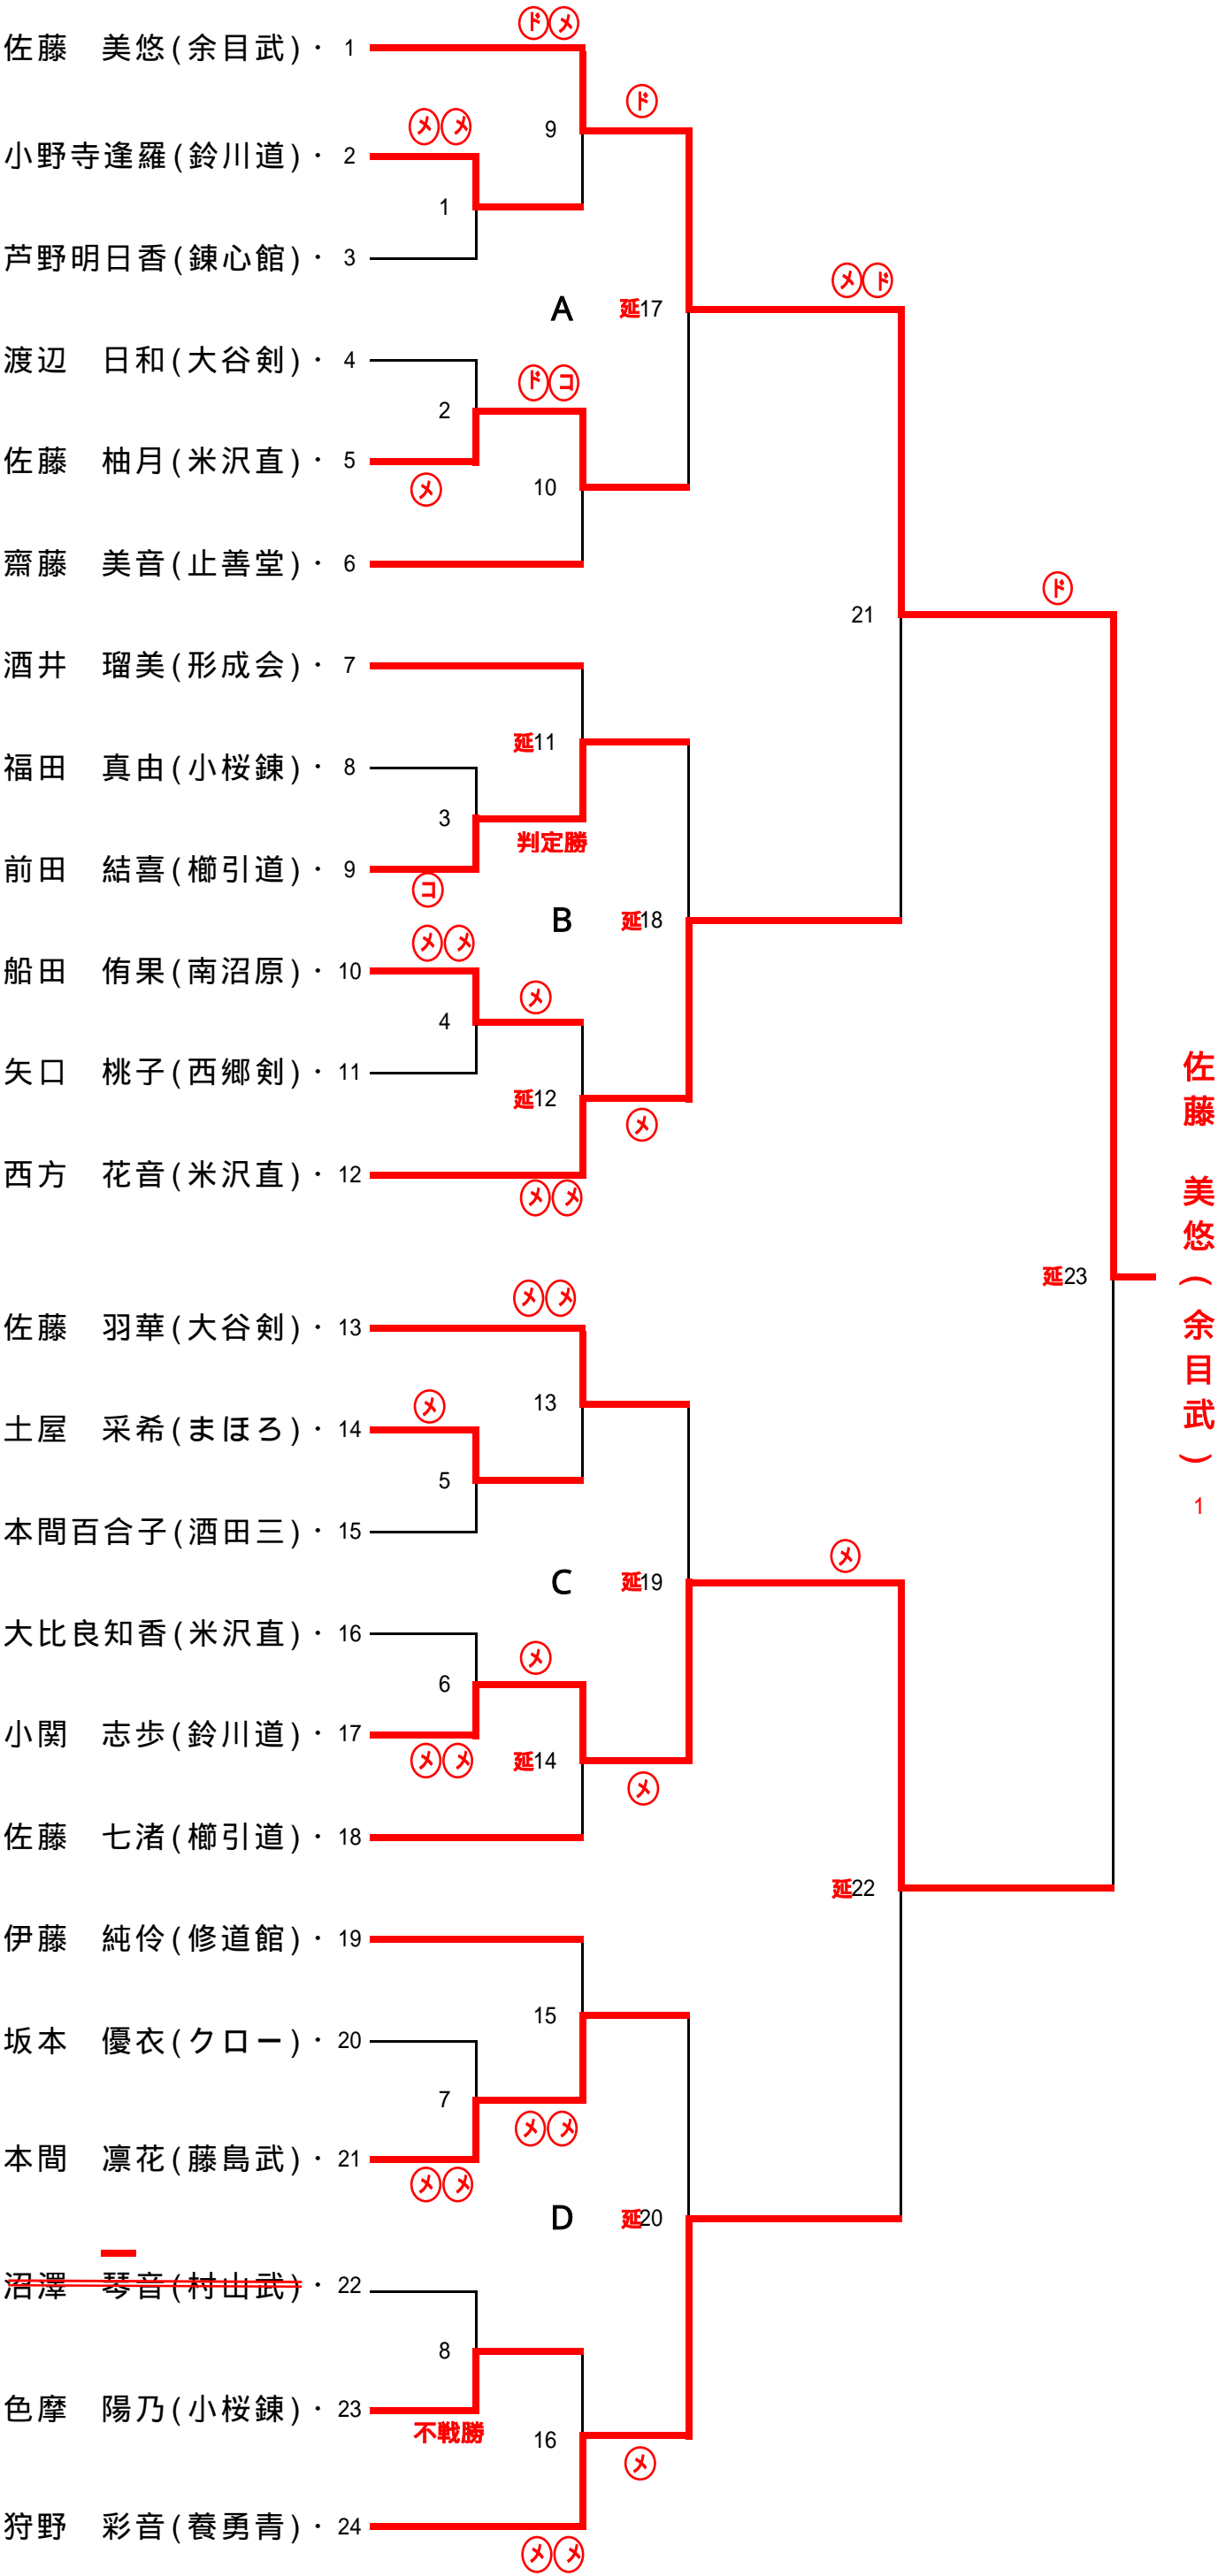 ドメ
佐藤　美悠(余目武)・ 1
ド
メメ
9
小野寺逢羅(鈴川道)・ 2
1
芦野明日香(錬心館)・ 3
メド
A
延17
渡辺　日和(大谷剣)・ 4
ドコ
2
佐藤　柚月(米沢直)・ 5
メ
10
齋藤　美音(止善堂)・ 6
ド
21
酒井　瑠美(形成会)・ 7
延11
福田　真由(小桜錬)・ 8
3
判定勝
前田　結喜(櫛引道)・ 9
コ
B
延18
メメ
船田　侑果(南沼原)・ 10
メ
4
矢口　桃子(西郷剣)・ 11
延12
メ
西方　花音(米沢直)・ 12
メメ
佐藤　美悠(余目武) 1
延23
メメ
佐藤　羽華(大谷剣)・ 13
メ
13
土屋　采希(まほろ)・ 14
5
本間百合子(酒田三)・ 15
メ
C
延19
大比良知香(米沢直)・ 16
メ
6
小関　志歩(鈴川道)・ 17
メメ
延14
メ
佐藤　七渚(櫛引道)・ 18
延22
伊藤　純伶(修道館)・ 19
15
坂本　優衣(クロー)・ 20
7
メメ
本間　凛花(藤島武)・ 21
メメ
D
延20
沼澤　琴音(村山武)・ 22
8
色摩　陽乃(小桜錬)・ 23
不戦勝
16
メ
狩野　彩音(養勇青)・ 24
メメ